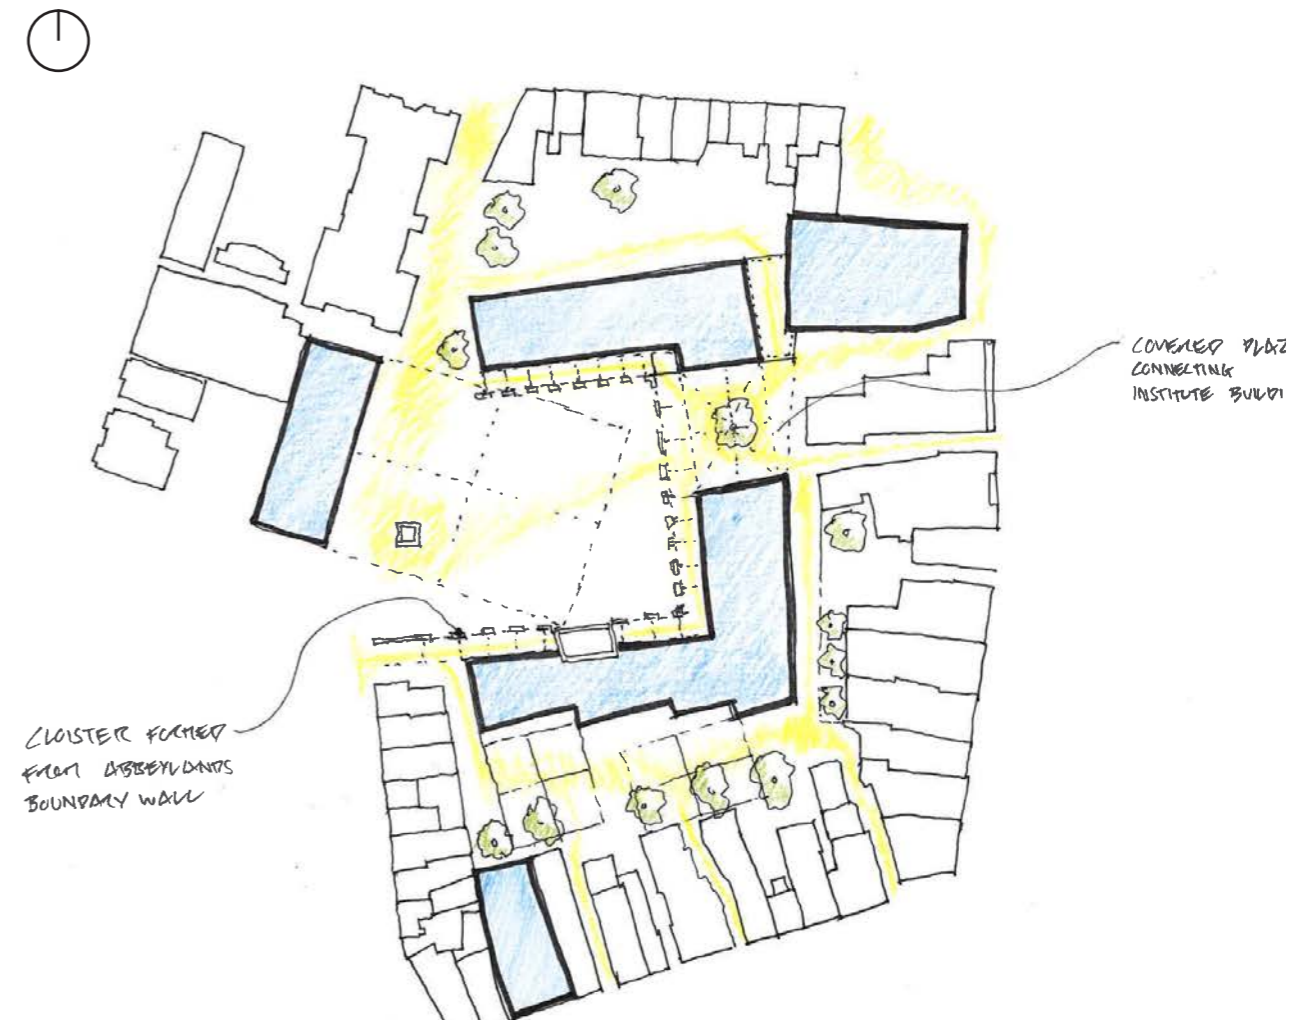 COVERED PLAZ
CONNECTING
INSTITUTE BUILDI
CLOISTER FORMED
FROM ABBEYLANDS
BOUNDARY WALL